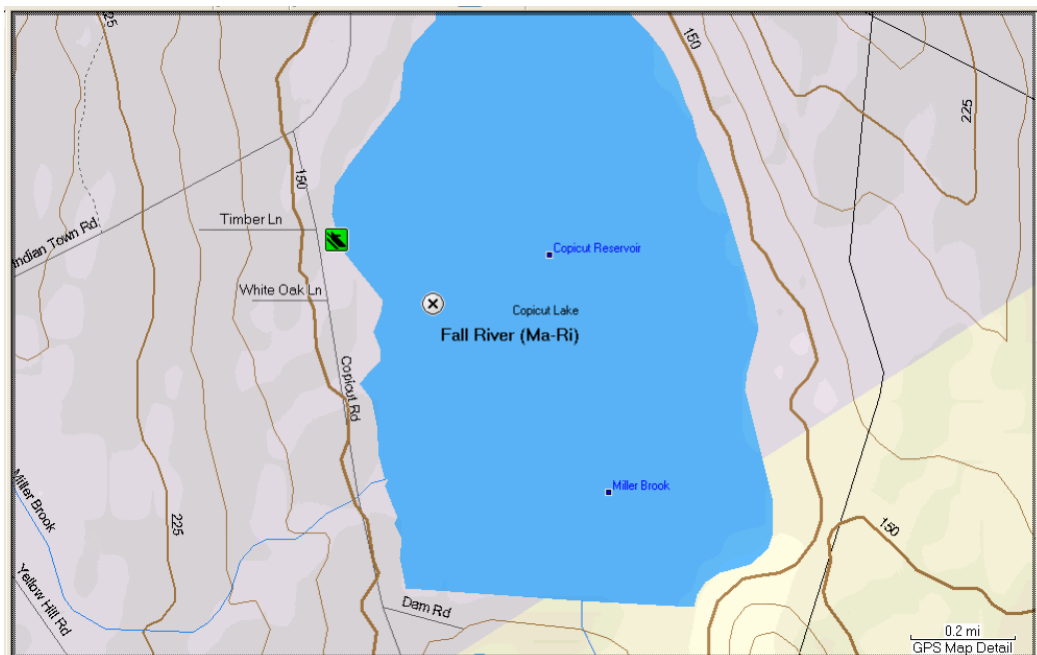 225
150
225
150
Indian Town Rd
Timber Ln
Copicut Reservoir
White Oak Ln
Copicut Lake
Fall River (Ma-Ri)
Copicut Rd
Miller Brook
Miller Brook
225
150
Yellow Hill Rd
Dam Rd
0.2 mi
GPS Map Detail